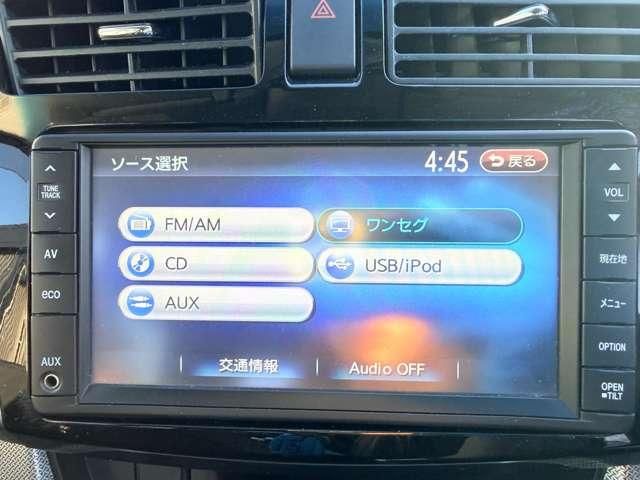 ソース選択
4:45
戻る
FM/AM
ワンセグ
CD
USB/iPod
AUX
交通情報
Audio OFF
TUNE
TRACK
AV
eco
AUX
VOL
現在地
メニュー
OPTION
OPEN
TILT